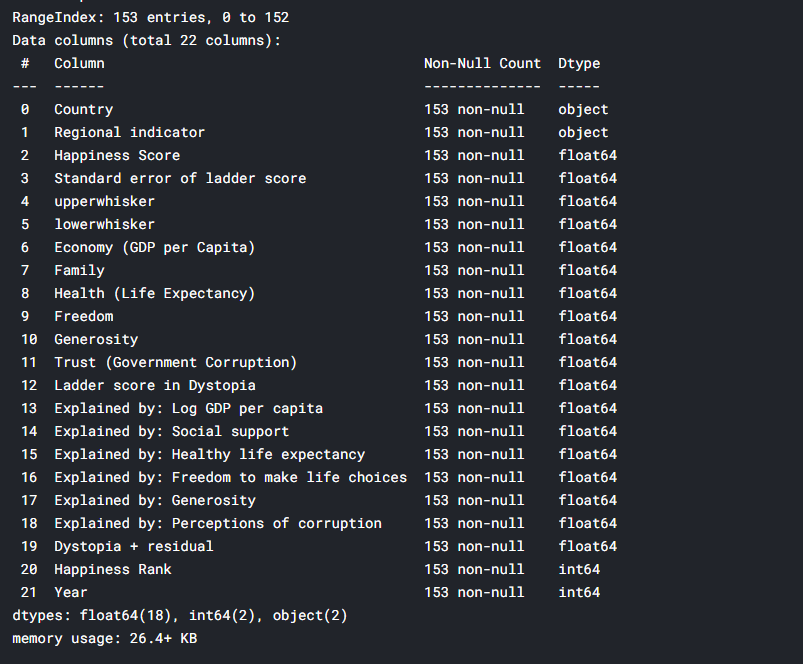 RangeIndex: 153 entries, 0 to 152
Data columns (total 22 columns):
 #   Column                                      Non-Null Count  Dtype
---  ------                                      --------------  -----
 0   Country                                     153 non-null    object
 1   Regional indicator                          153 non-null    object
 2   Happiness Score                             153 non-null    float64
 3   Standard error of ladder score              153 non-null    float64
 4   upperwhisker                                153 non-null    float64
 5   lowerwhisker                                153 non-null    float64
 6   Economy (GDP per Capita)                    153 non-null    float64
 7   Family                                      153 non-null    float64
 8   Health (Life Expectancy)                    153 non-null    float64
 9   Freedom                                     153 non-null    float64
 10  Generosity                                  153 non-null    float64
 11  Trust (Government Corruption)               153 non-null    float64
 12  Ladder score in Dystopia                    153 non-null    float64
 13  Explained by: Log GDP per capita            153 non-null    float64
 14  Explained by: Social support                153 non-null    float64
 15  Explained by: Healthy life expectancy       153 non-null    float64
 16  Explained by: Freedom to make life choices  153 non-null    float64
 17  Explained by: Generosity                    153 non-null    float64
 18  Explained by: Perceptions of corruption     153 non-null    float64
 19  Dystopia + residual                         153 non-null    float64
 20  Happiness Rank                              153 non-null    int64
 21  Year                                        153 non-null    int64
dtypes: float64(18), int64(2), object(2)
memory usage: 26.4+ KB